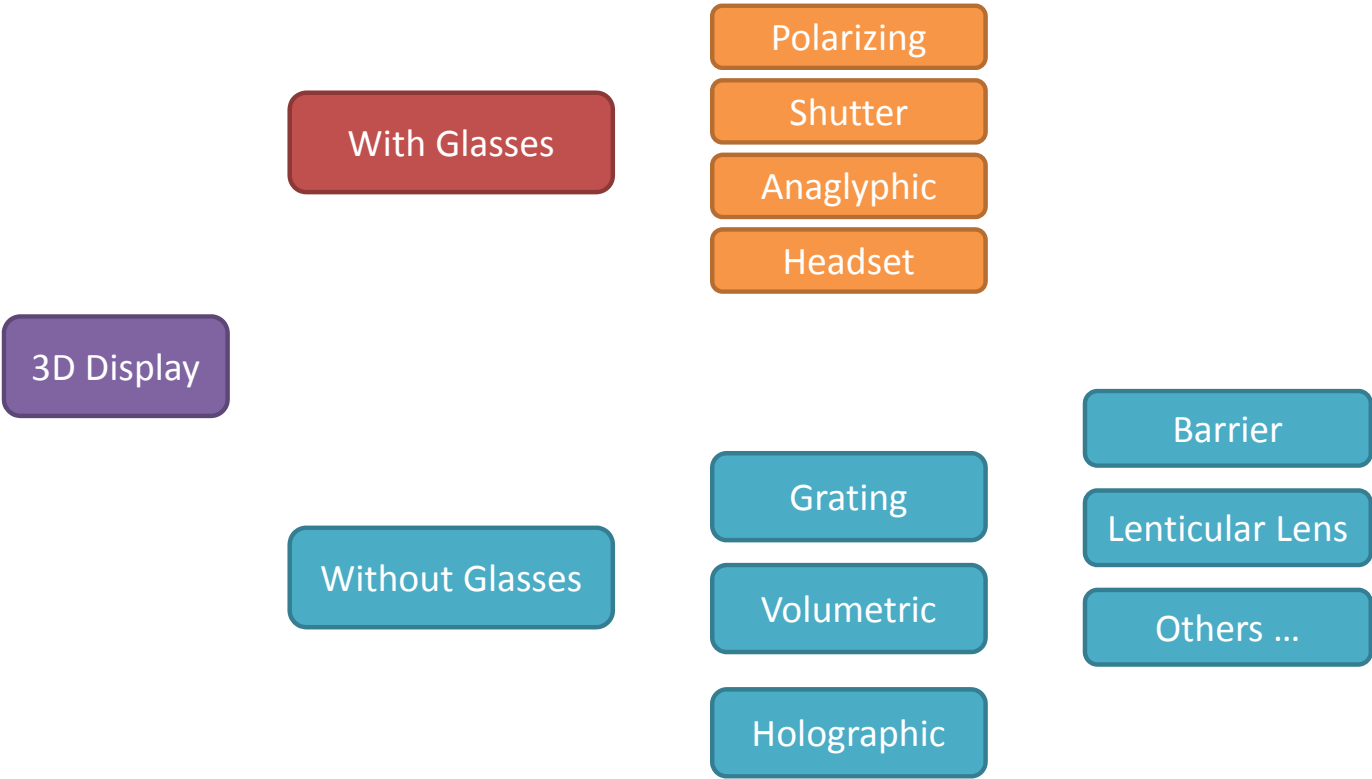 3D Display
With Glasses
Polarizing
Shutter
Anaglyphic
Headset
Without Glasses
Grating
Volumetric
Holographic
Barrier
Lenticular Lens
Others …